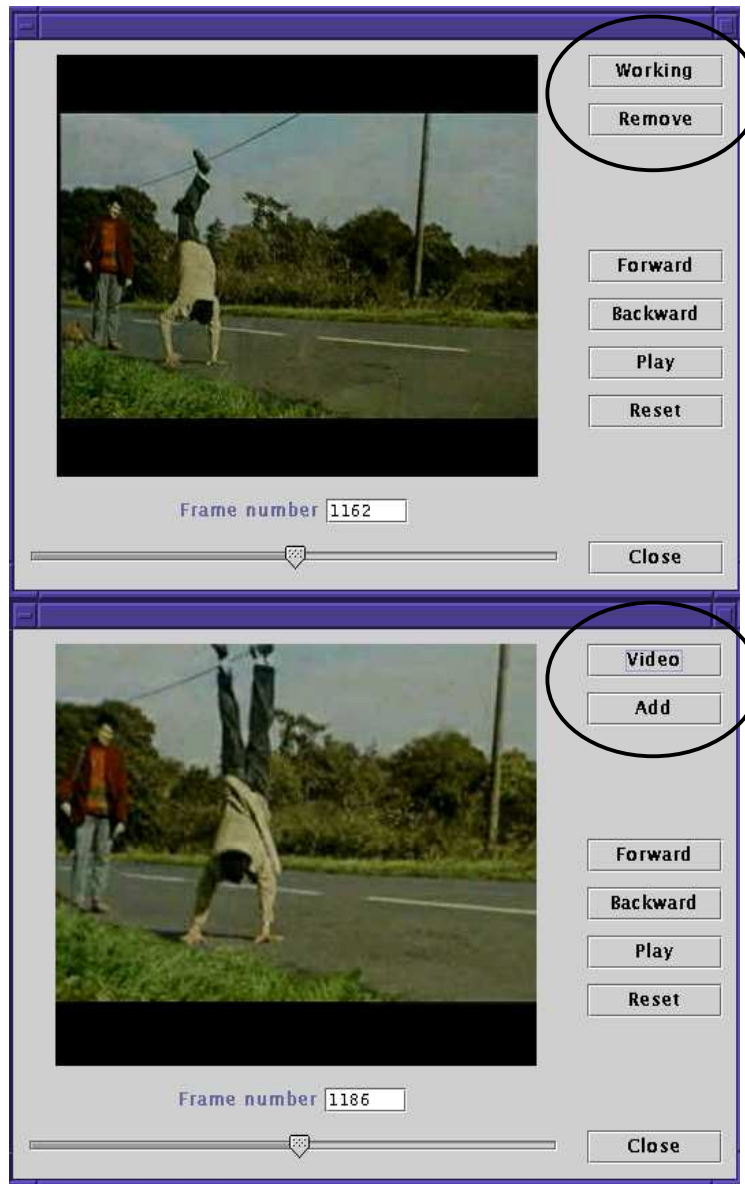 Working
Remove
Forward
Backward
Play
Reset
Frame number 1162
Close
Video
Add
Forward
Backward
Play
Reset
Frame number 1186
Close